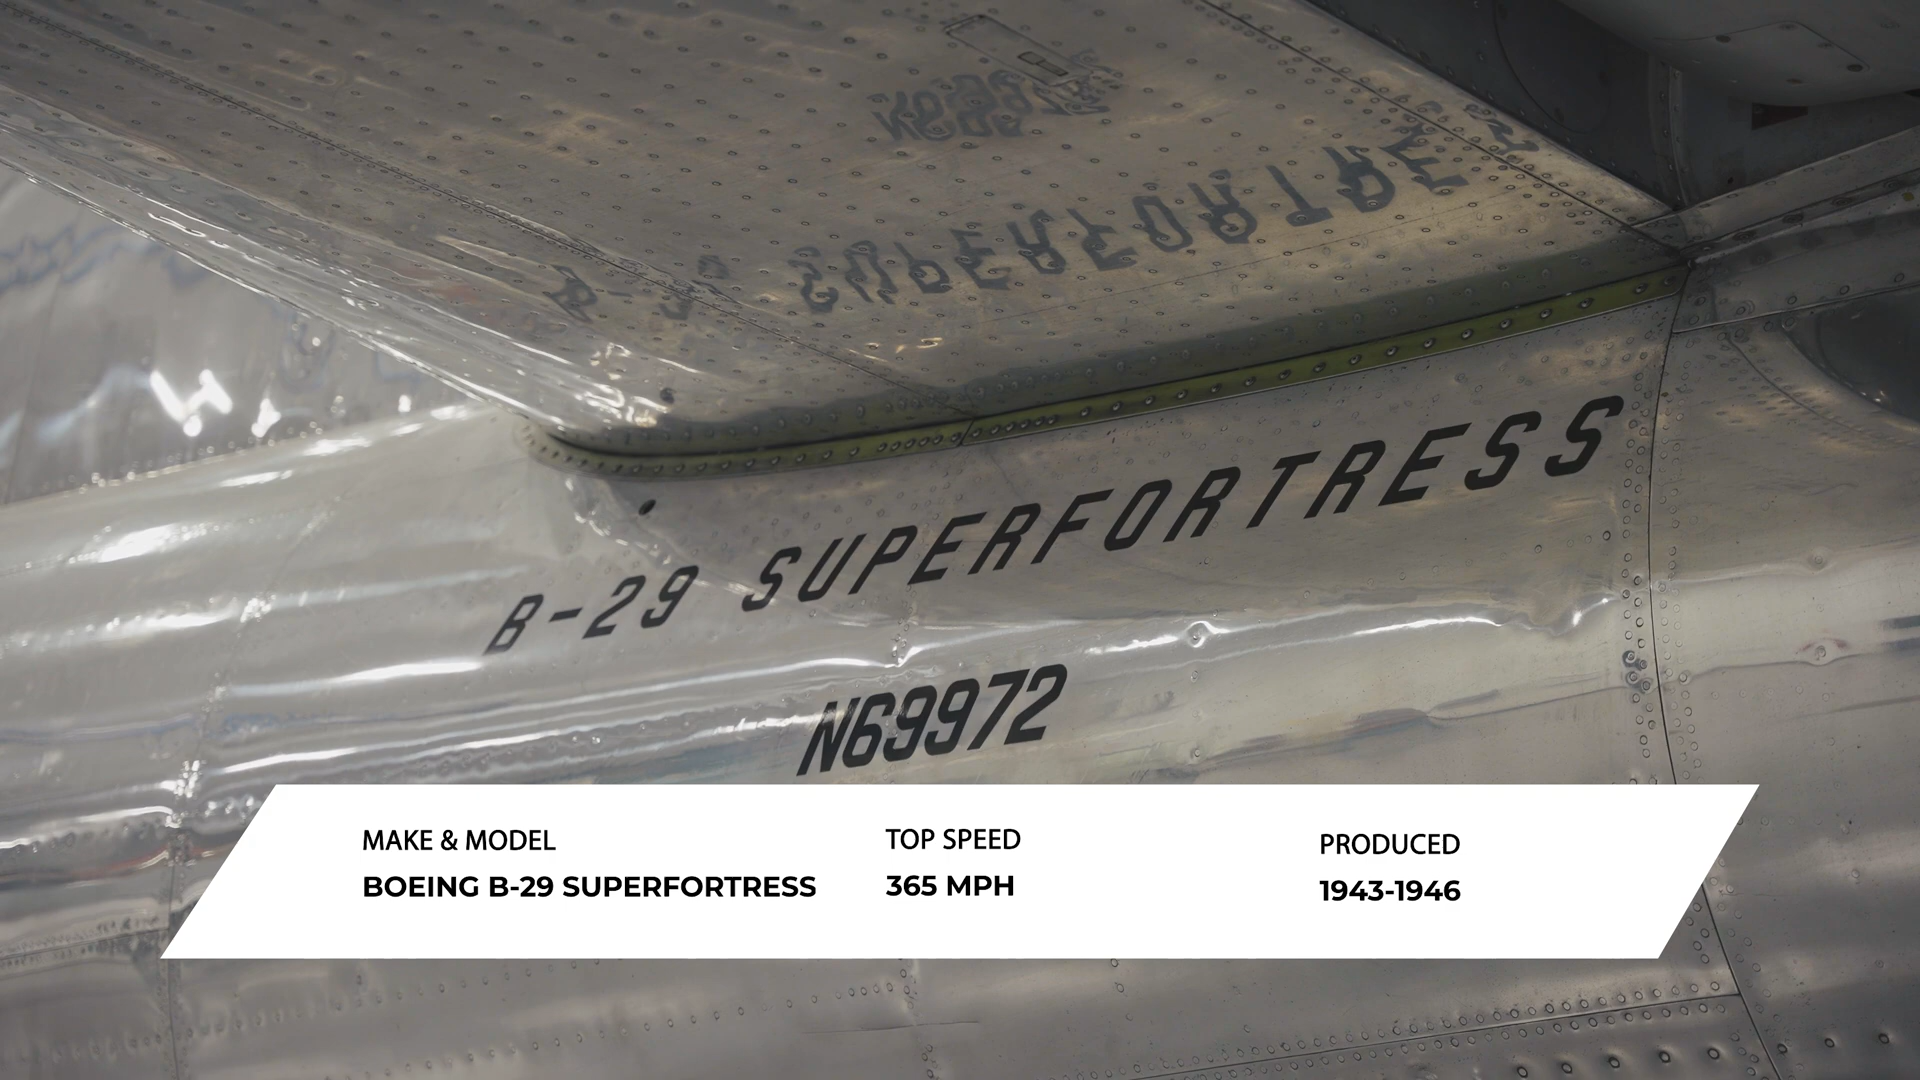 B-29 SUPERFORTRESS
N69972
MAKE & MODEL
BOEING B-29 SUPERFORTRESS
TOP SPEED
365 MPH
PRODUCED
1943-1946